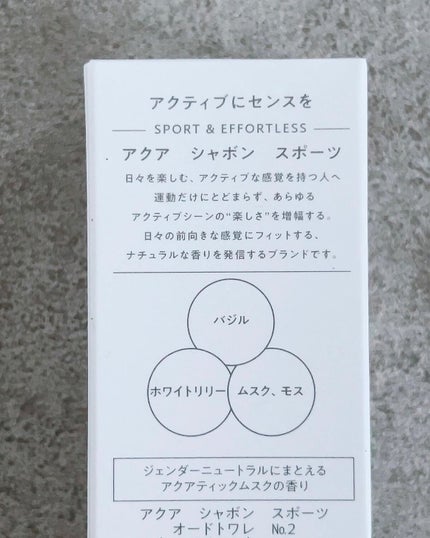 アクティブにセンスを
SPORT & EFFORTLESS
アクア シャボン スポーツ
日々を楽しむ、アクティブな感覚を持つ人へ
運動だけにとどまらず、あらゆる
アクティブシーンの“楽しさ”を増幅する。
日々の前向きな感覚にフィットする、
ナチュラルな香りを発信するブランドです。
バジル
ホワイトリリー
ムスク、モス
ジェンダーニュートラルにまとえる
アクアティックムスクの香り
アクア シャボン スポーツ
オードトワレ No.2